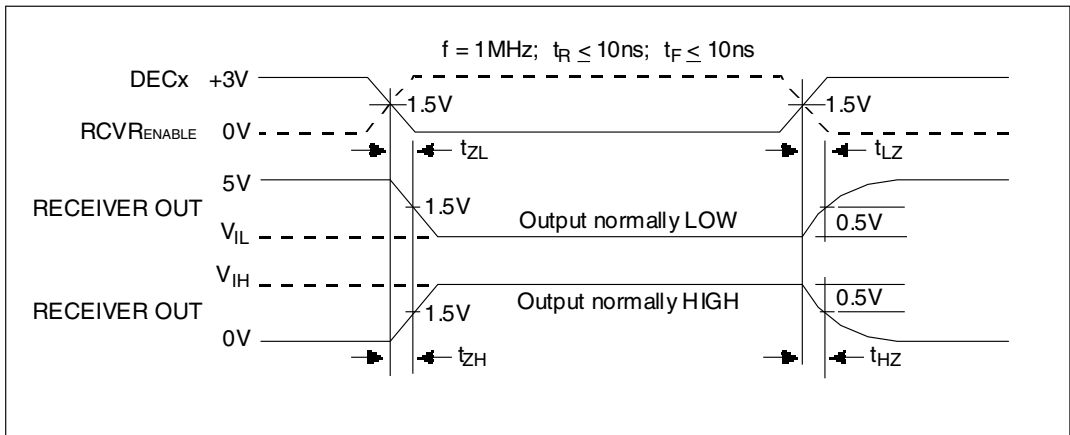 f = 1MHz; tR ≤ 10ns; tF ≤ 10ns
DECx +3V
1.5V 1.5V
RCVRENABLE 0V
tZL tLZ
5V
RECEIVER OUT 1.5V Output normally LOW 0.5V
VIL
VIH
RECEIVER OUT 1.5V Output normally HIGH 0.5V
0V
tZH tHZ